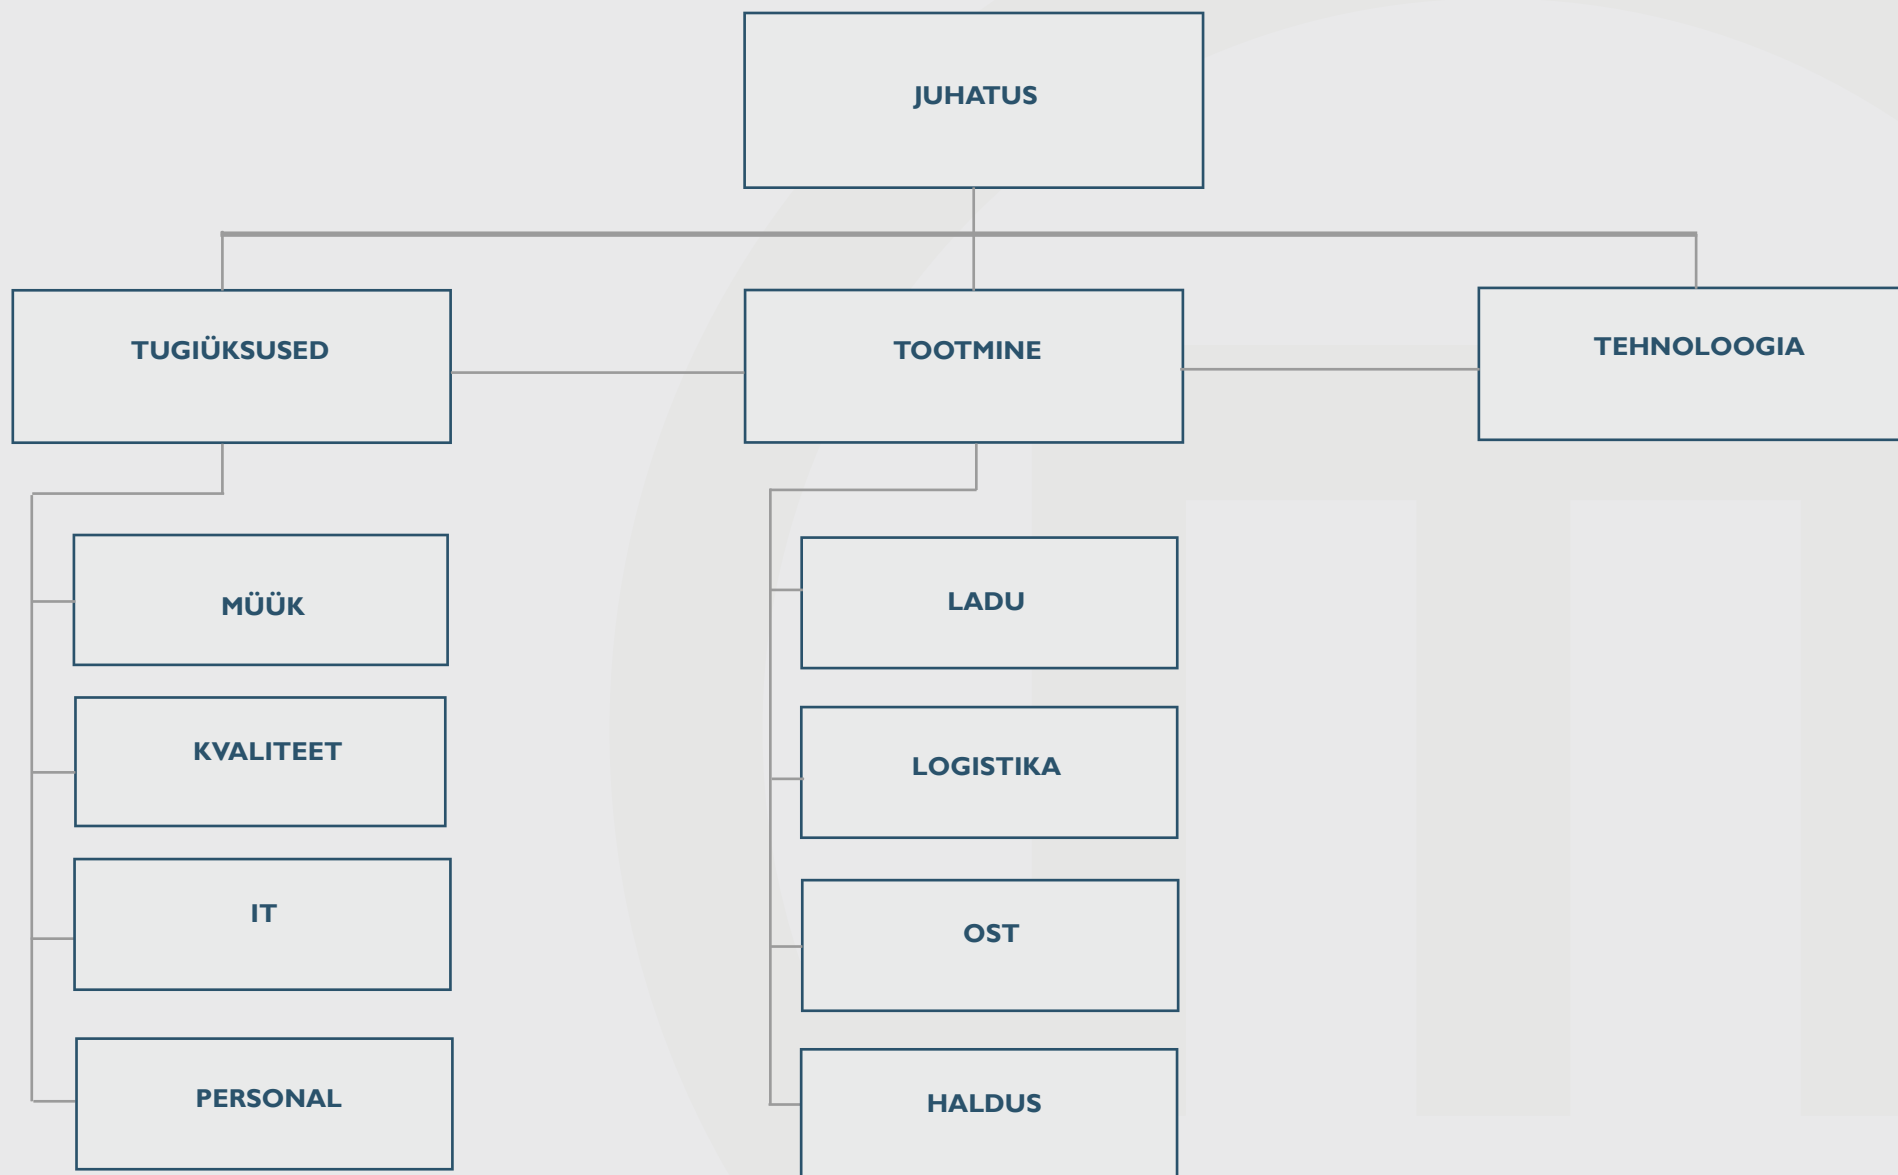 JUHATUS
TUGIÜKSUSED
TOOTMINE
TEHNOLOOGIA
MÜÜK
KVALITEET
IT
PERSONAL
LADU
LOGISTIKA
OST
HALDUS